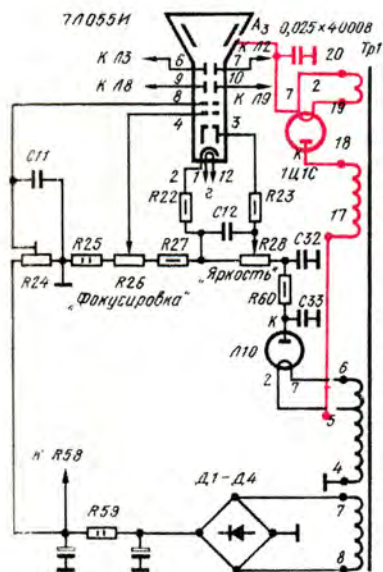 7Л055И
А3
0,025×4000В
Тр1
К Л3
6
7
К Л2
20
2
К Л8
9
10
К Л9
7
19
8
4
3
К
18
1Ц1С
2
1
12
г
17
С11
R22
С12
R23
R24
R25
R26
R27
R28
С32
„Фокусировка"
„Яркость"
R60
С33
К
Л10
2
7
6
5
4
К R58
R59
Д1-Д4
7
8